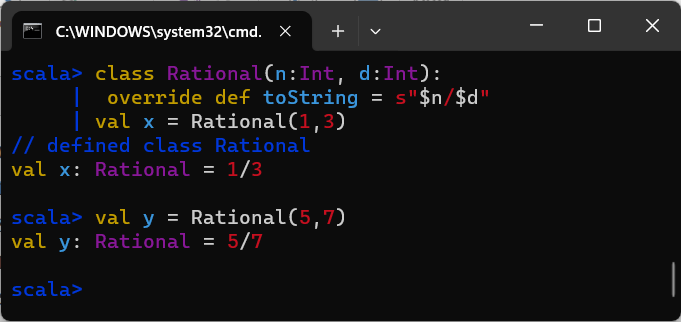 C:\WINDOWS\system32\cmd.
scala> class Rational(n:Int, d:Int):
     |  override def toString = s"$n/$d"
     | val x = Rational(1,3)
// defined class Rational
val x: Rational = 1/3

scala> val y = Rational(5,7)
val y: Rational = 5/7

scala>